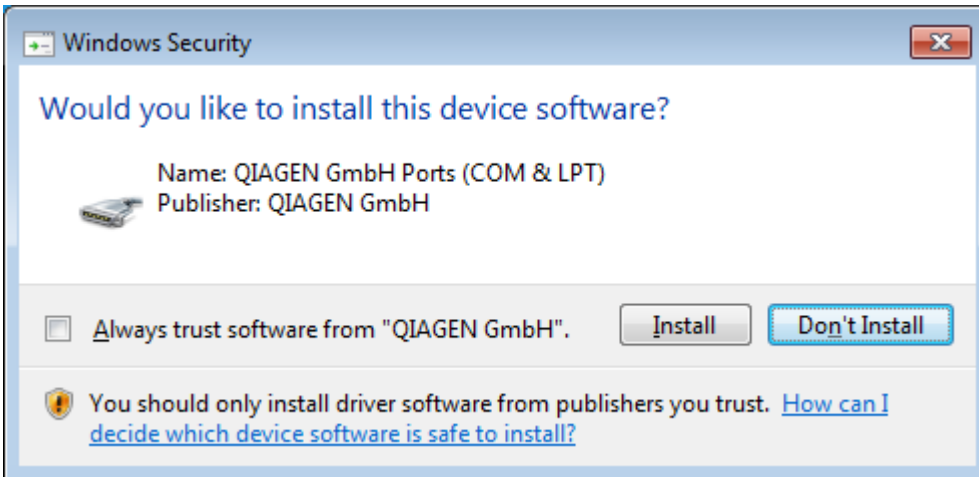 Windows Security
Would you like to install this device software?
Name: QIAGEN GmbH Ports (COM & LPT)
Publisher: QIAGEN GmbH
Always trust software from "QIAGEN GmbH".
Install
Don't Install
You should only install driver software from publishers you trust. How can I
decide which device software is safe to install?